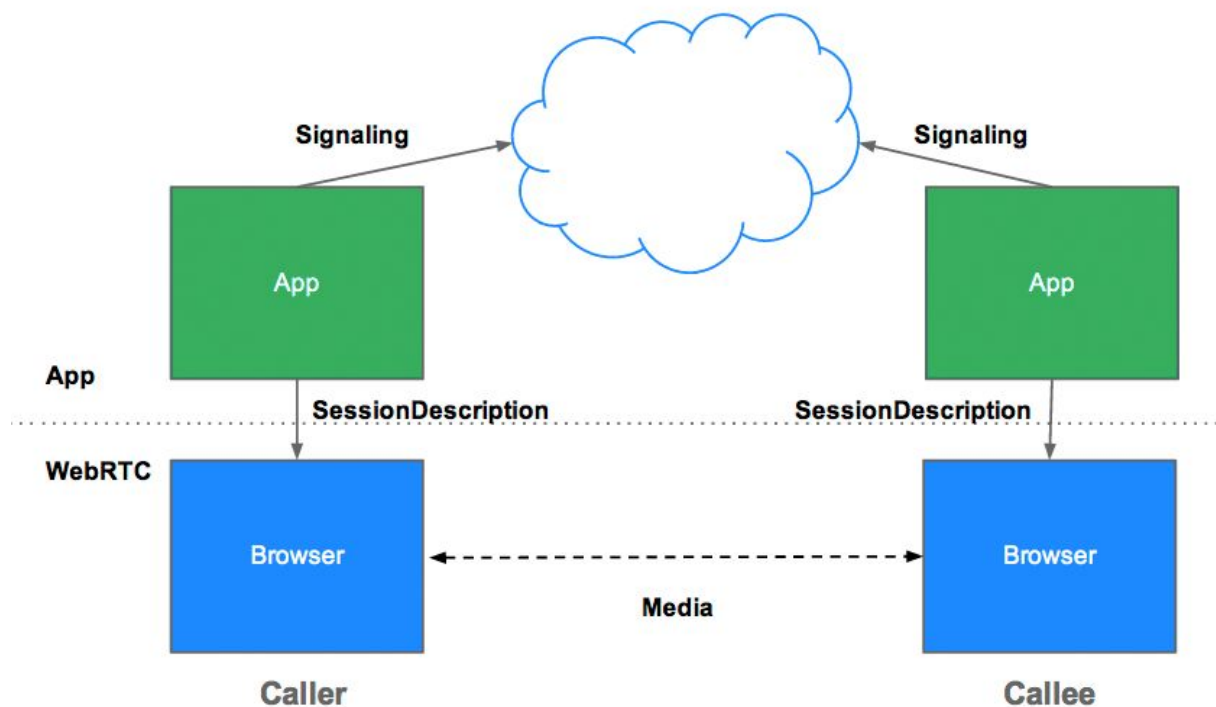 Signaling
Signaling
App
App
App
SessionDescription
SessionDescription
WebRTC
Browser
Browser
Media
Caller
Callee